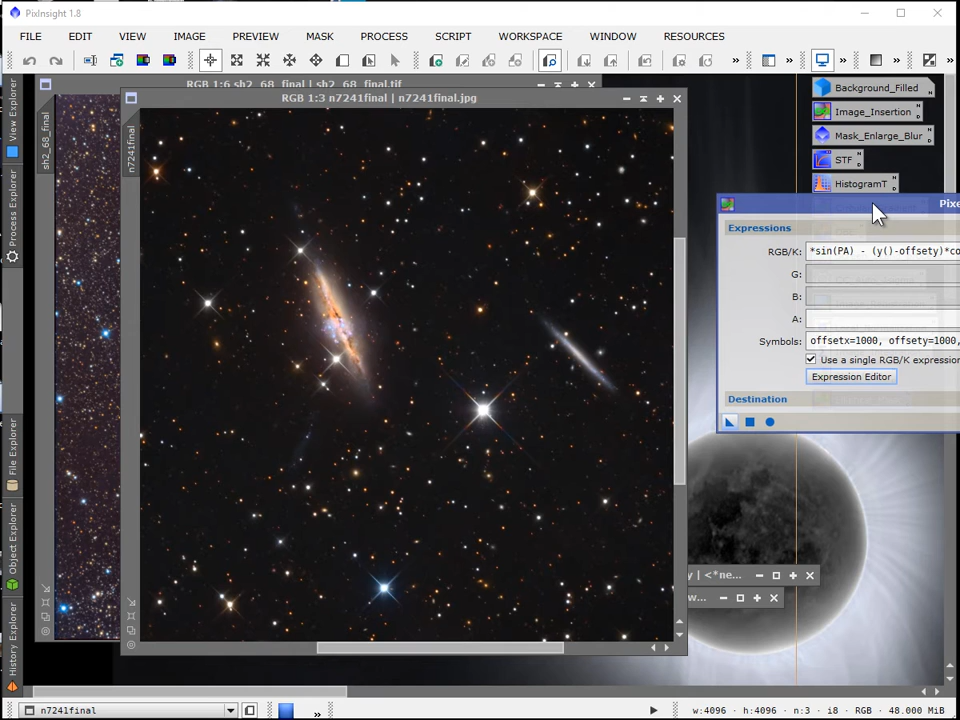 PixInsight 1.8
FILE EDIT VIEW IMAGE PREVIEW MASK PROCESS SCRIPT WORKSPACE WINDOW RESOURCES
View Explorer
Process Explorer
File Explorer
Object Explorer
History Explorer
RGB 1:6 sh2_68_final | sh2_68_final.tif
sh2_68_final
RGB 1:3 n7241final | n7241final.jpg
n7241final
Background_Filled
Image_Insertion
Mask_Enlarge_Blur
STF
HistogramT
Pixe
Expressions
RGB/K: *sin(PA) - (y()-offsety)*co
G:
B:
A:
Symbols: offsetx=1000, offsety=1000,
Use a single RGB/K expression
Expression Editor
Destination
y | <*ne...
w...
n7241final
w:4096 · h:4096 · n:3 · i8 · RGB · 48.000 MiB